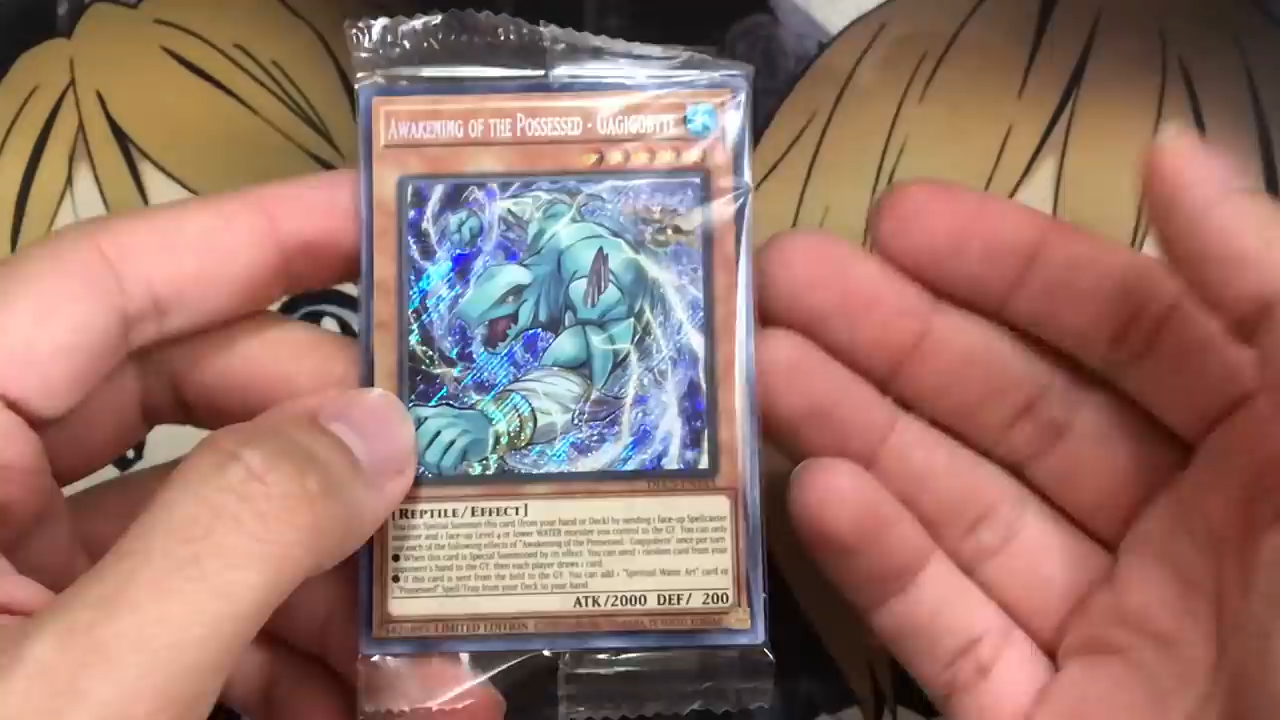 AWAKENING OF THE POSSESSED - GAGIGOBYTE
[REPTILE/EFFECT]
You can Special Summon this card (from your hand or Deck) by sending 1 face-up Spellcaster
monster and 1 face-up Level 4 or lower WATER monster you control to the GY. You can only
use each of the following effects of "Awakening of the Possessed - Gagigobyte" once per turn.
● When this card is Special Summoned by its effect: You can send 1 random card from your
opponent's hand to the GY, then each player draws 1 card.
● If this card is sent from the field to the GY: You can add 1 "Spiritual Water Art" card or
1 "Possessed" Spell/Trap from your Deck to your hand.
ATK/2000 DEF/ 200
LIMITED EDITION